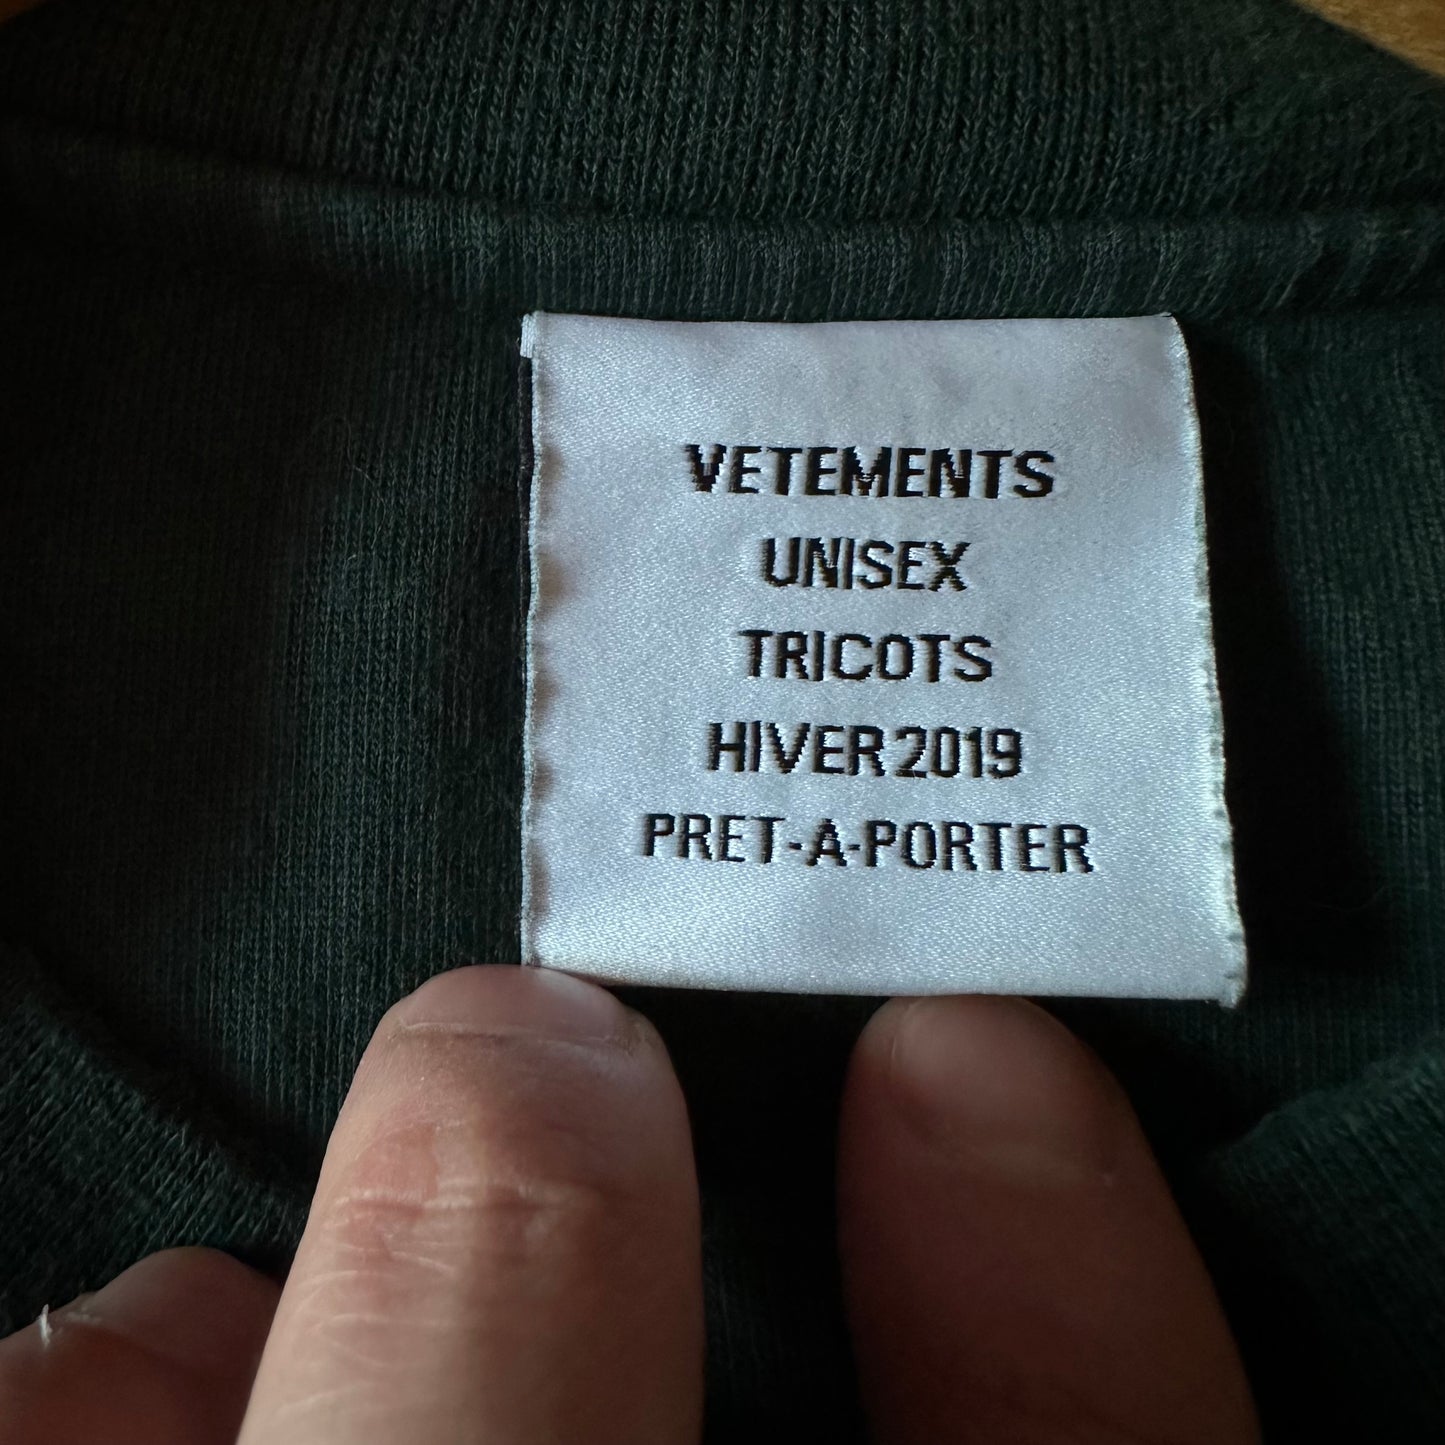 VETEMENTS
UNISEX
TRICOTS
HIVER 2019
PRET-A-PORTER